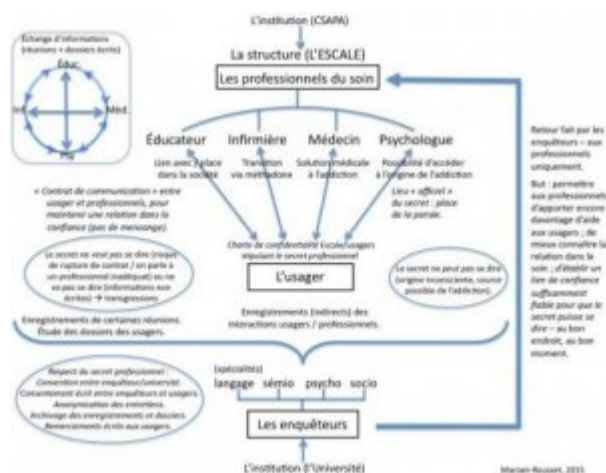 L'institution (CSAPA)
Échange d'informations
(réunions + dossiers écrits)
Éduc.
Inf.
Méd.
Psy
La structure (L'ESCALE)
Les professionnels du soin
Éducateur
Infirmière
Médecin
Psychologue
Lien avec / place
dans la société
Transition
via méthadone
Solution médicale
à l'addiction
Possibilité d'accéder
à l'origine de l'addiction
« Contrat de communication » entre
usager et professionnels, pour
maintenir une relation dans la
confiance (pas de mensonge).
Lieu « officiel »
du secret : place
de la parole.
Retour fait par les
enquêteurs – aux
professionnels
uniquement.
But : permettre
aux professionnels
d'apporter encore
davantage d'aide
aux usagers ; de
mieux connaître la
relation dans le
soin ; d'établir un
lien de confiance
suffisamment
fiable pour que le
secret puisse se
dire – au bon
endroit, au bon
moment.
Charte de confidentialité Escale/usagers
stipulant le secret professionnel
L'usager
Le secret ne veut pas se dire (risque
de rupture de contrat / on parle à
un professionnel inadéquat) ou ne
va pas se dire (informations non
écrites) → transgressions
Le secret ne peut pas se dire
(origine inconsciente, source
possible de l'addiction).
Enregistrements de certaines réunions.
Étude des dossiers des usagers.
Enregistrements (indirects) des
interactions usagers / professionnels.
Respect du secret professionnel :
Convention entre enquêteur/université.
Consentement écrit entre enquêteurs et usagers.
Anonymisation des entretiens.
Archivage des enregistrements et dossiers.
Remerciements écrits aux usagers.
(spécialités)
langage sémio psycho socio
Les enquêteurs
L'institution (l'Université)
Mariani-Rousset, 2015